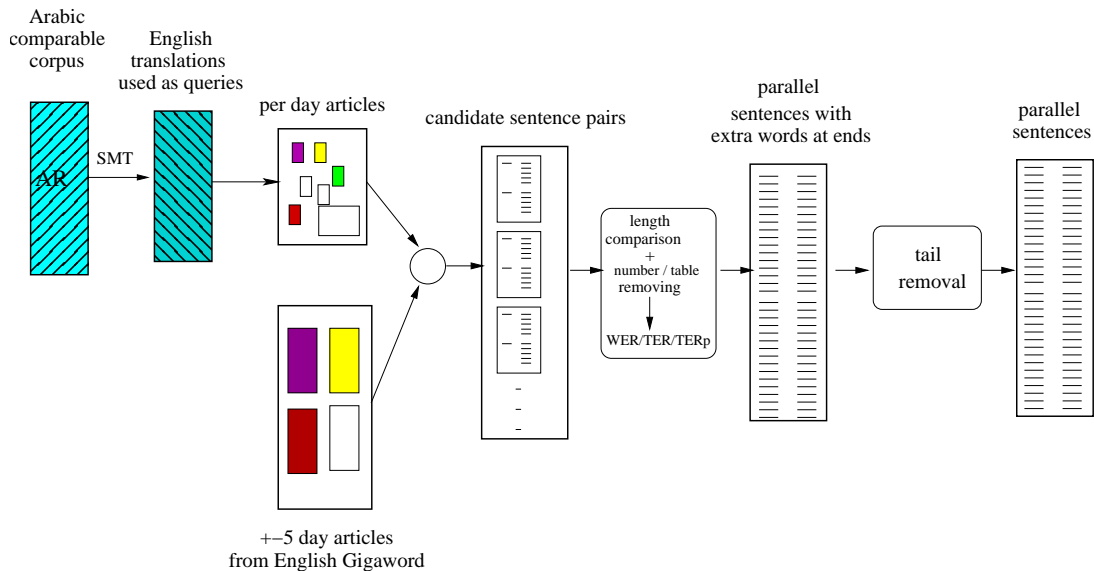 Arabic
comparable
corpus
English
translations
used as queries
AR
SMT
per day articles
+−5 day articles
from English Gigaword
candidate sentence pairs
length
comparison
+
number / table
removing
WER/TER/TERp
parallel
sentences with
extra words at ends
tail
removal
parallel
sentences